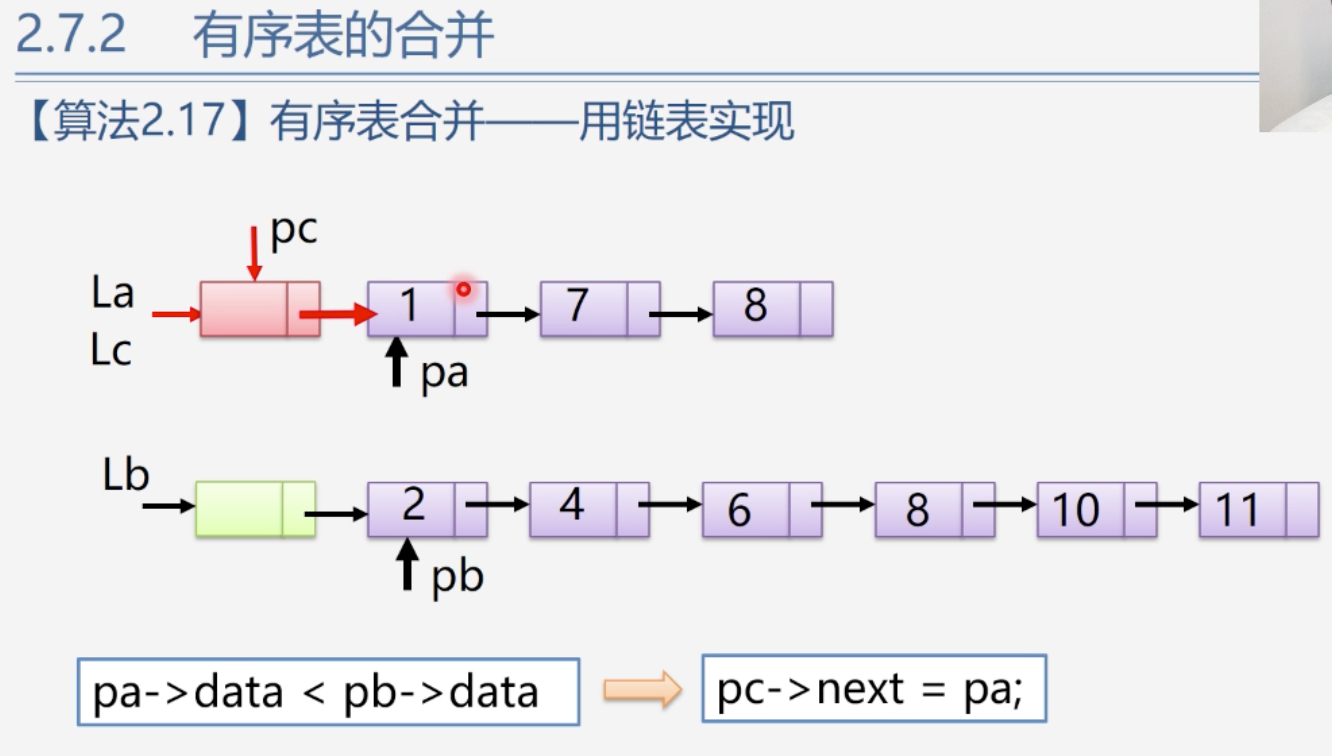 2.7.2 有序表的合并
【算法2.17】有序表合并——用链表实现
pc
La
1 7 8
Lc
pa
Lb
2 4 6 8 10 11
pb
pa->data < pb->data pc->next = pa;